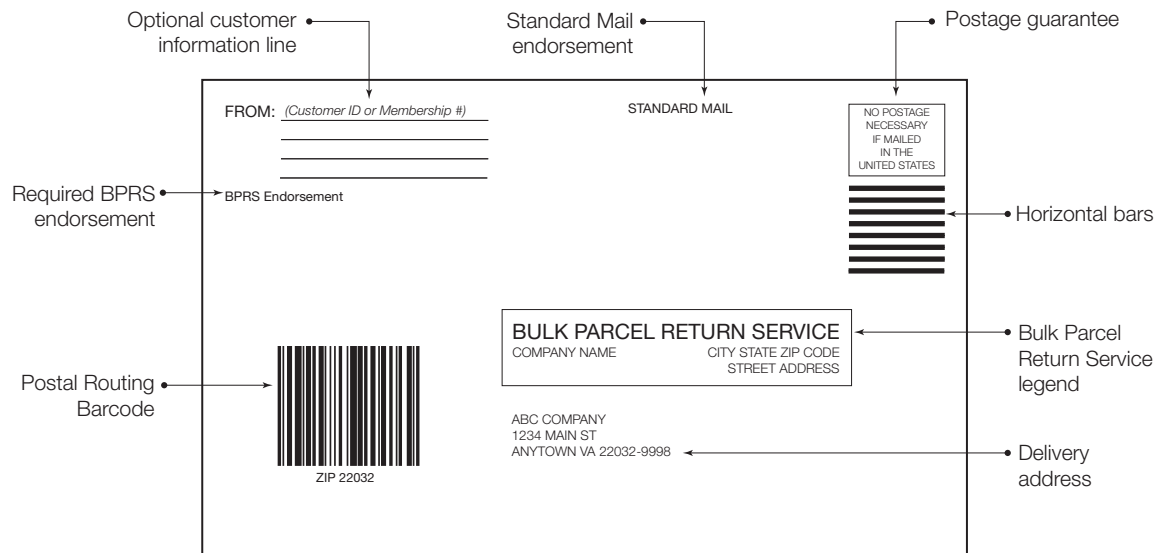 Optional customer
information line
Standard Mail
endorsement
Postage guarantee
FROM: (Customer ID or Membership #)
STANDARD MAIL
NO POSTAGE
NECESSARY
IF MAILED
IN THE
UNITED STATES
Required BPRS
endorsement
BPRS Endorsement
Horizontal bars
BULK PARCEL RETURN SERVICE
COMPANY NAME CITY STATE ZIP CODE
STREET ADDRESS
Bulk Parcel
Return Service
legend
Postal Routing
Barcode
ZIP 22032
ABC COMPANY
1234 MAIN ST
ANYTOWN VA 22032-9998
Delivery
address